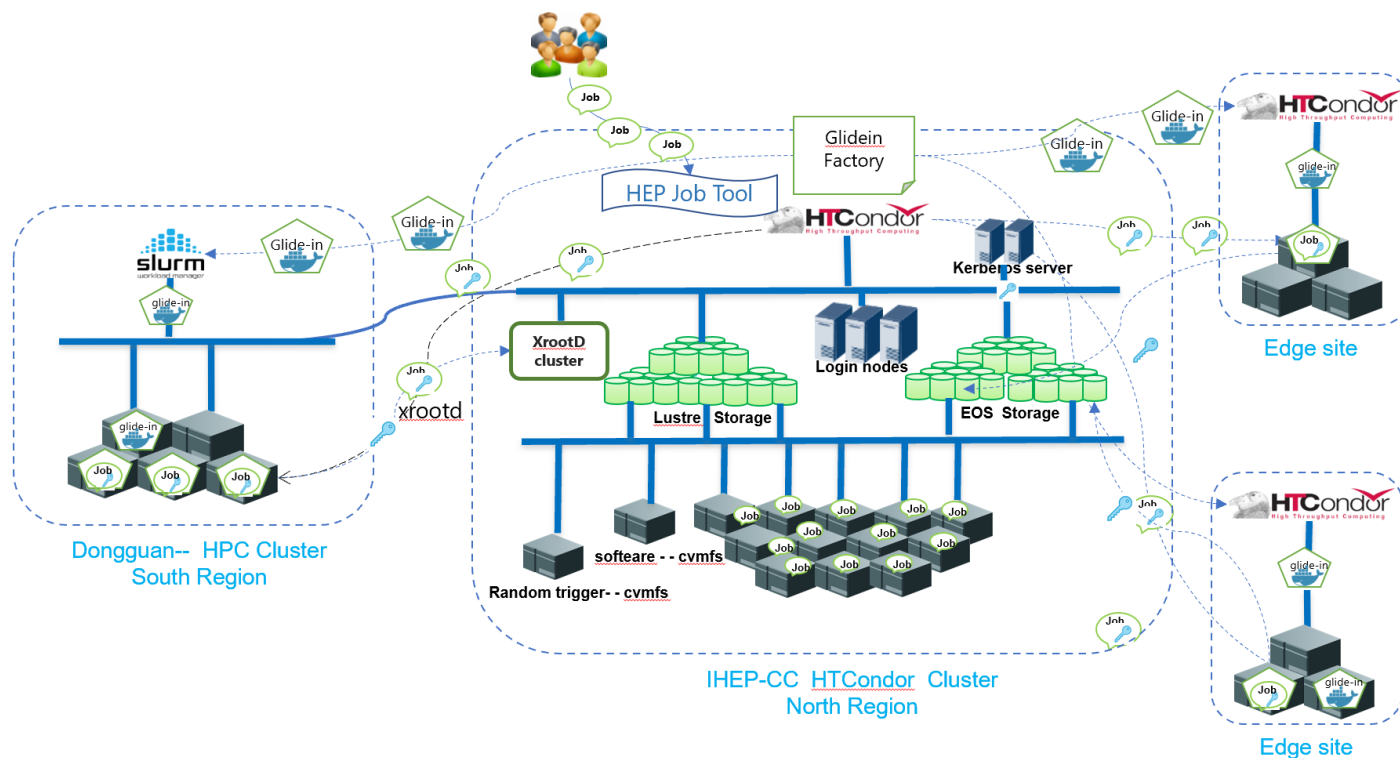 Job
Job
Job
Glidein
Factory
HEP Job Tool
HTCondor
High Throughput Computing
Kerberos server
Glide-in
Glide-in
Glide-in
Glide-in
HTCondor
High Throughput Computing
glide-in
Job
Job
Job
Edge site
slurm
workload manager
glide-in
Job
Job
Job
XrootD
cluster
Login nodes
Lustre Storage
EOS Storage
xrootd
glide-in
Job
Job
Job
Dongguan-- HPC Cluster
South Region
softeare - - cvmfs
Random trigger- - cvmfs
Job
Job
Job
Job
Job
Job
Job
Job
Job
Job
Job
Job
Job
IHEP-CC HTCondor Cluster
North Region
HTCondor
High Throughput Computing
glide-in
Job
glide-in
Edge site